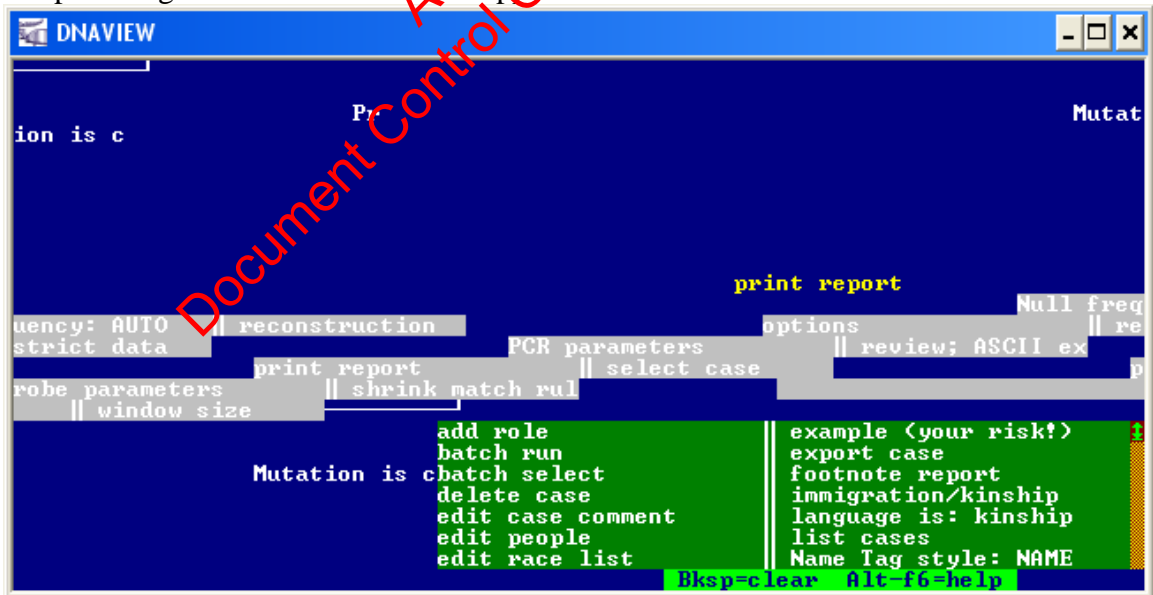 DNAVIEW
Pr Mutat
ion is c
print report
Null freq
uency: AUTO || reconstruction options || re
strict data PCR parameters || review; ASCII ex
print report || select case p
robe parameters || shrink match rul
|| window size
add role || example (your risk!)
batch run || export case
Mutation is cbatch select || footnote report
delete case || immigration/kinship
edit case comment || language is: kinship
edit people || list cases
edit race list || Name Tag style: NAME
Bksp=clear Alt-f6=help
Document Control